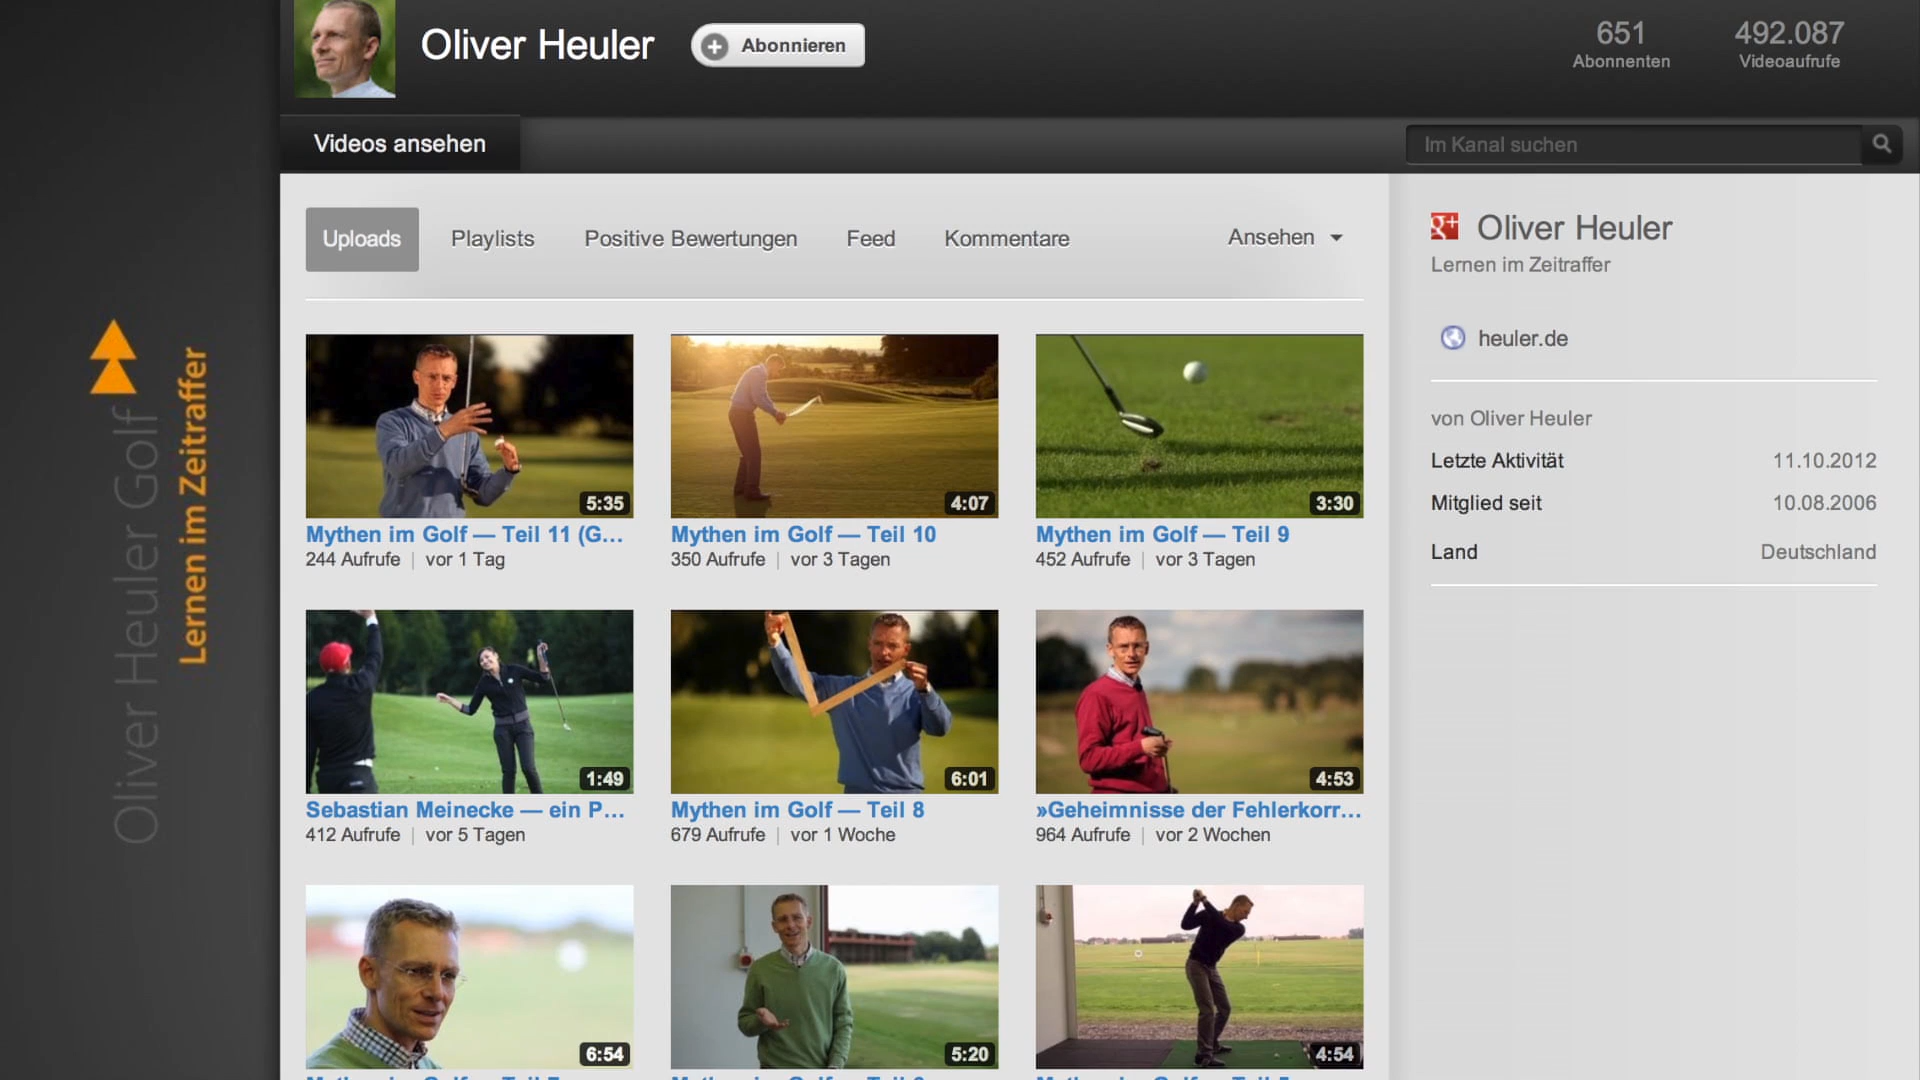 Oliver Heuler
Abonnieren
651
Abonnenten
492.087
Videoaufrufe
Videos ansehen
Im Kanal suchen
Oliver Heuler Golf
Lernen im Zeitraffer
Uploads
Playlists
Positive Bewertungen
Feed
Kommentare
Ansehen
5:35
4:07
3:30
Mythen im Golf — Teil 11 (G...
Mythen im Golf — Teil 10
Mythen im Golf — Teil 9
244 Aufrufe | vor 1 Tag
350 Aufrufe | vor 3 Tagen
452 Aufrufe | vor 3 Tagen
1:49
6:01
4:53
Sebastian Meinecke — ein P...
Mythen im Golf — Teil 8
»Geheimnisse der Fehlerkorr...
412 Aufrufe | vor 5 Tagen
679 Aufrufe | vor 1 Woche
964 Aufrufe | vor 2 Wochen
6:54
5:20
4:54
g+ Oliver Heuler
Lernen im Zeitraffer
heuler.de
von Oliver Heuler
Letzte Aktivität 11.10.2012
Mitglied seit 10.08.2006
Land Deutschland